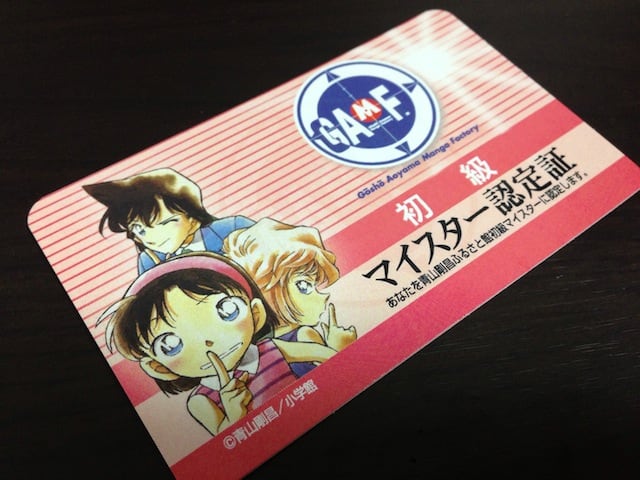 GAMF.
Gōshō Aoyama Manga Factory
初級
マイスター認定証
あなたを青山剛昌ふるさと館初級マイスターに認定します。
©青山剛昌/小学館